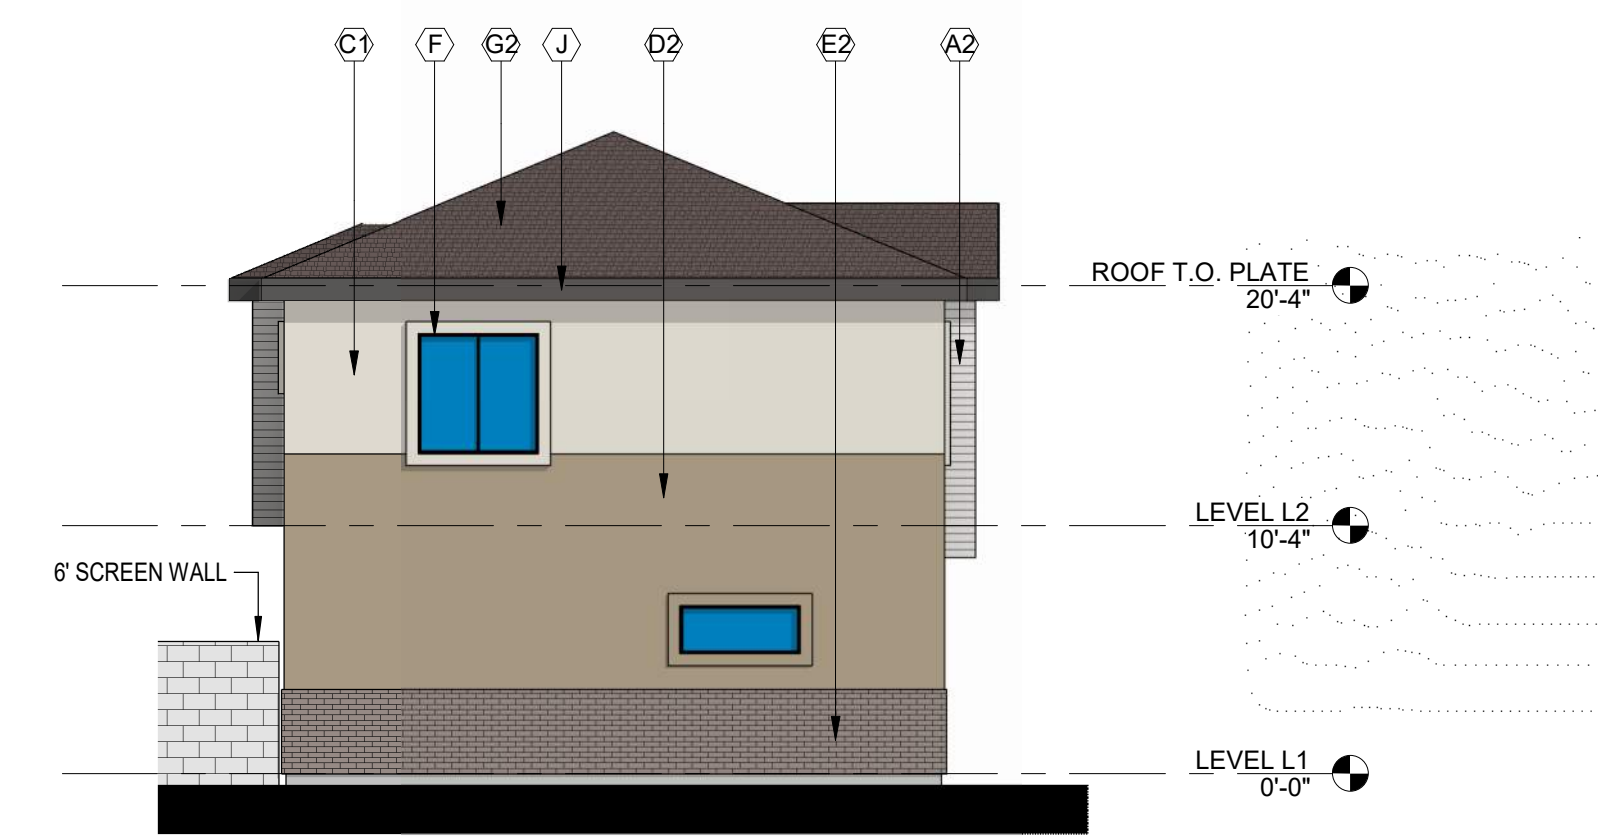 C1 F G2 J D2 E2 A2
ROOF T.O. PLATE
20'-4"
LEVEL L2
10'-4"
6' SCREEN WALL
LEVEL L1
0'-0"